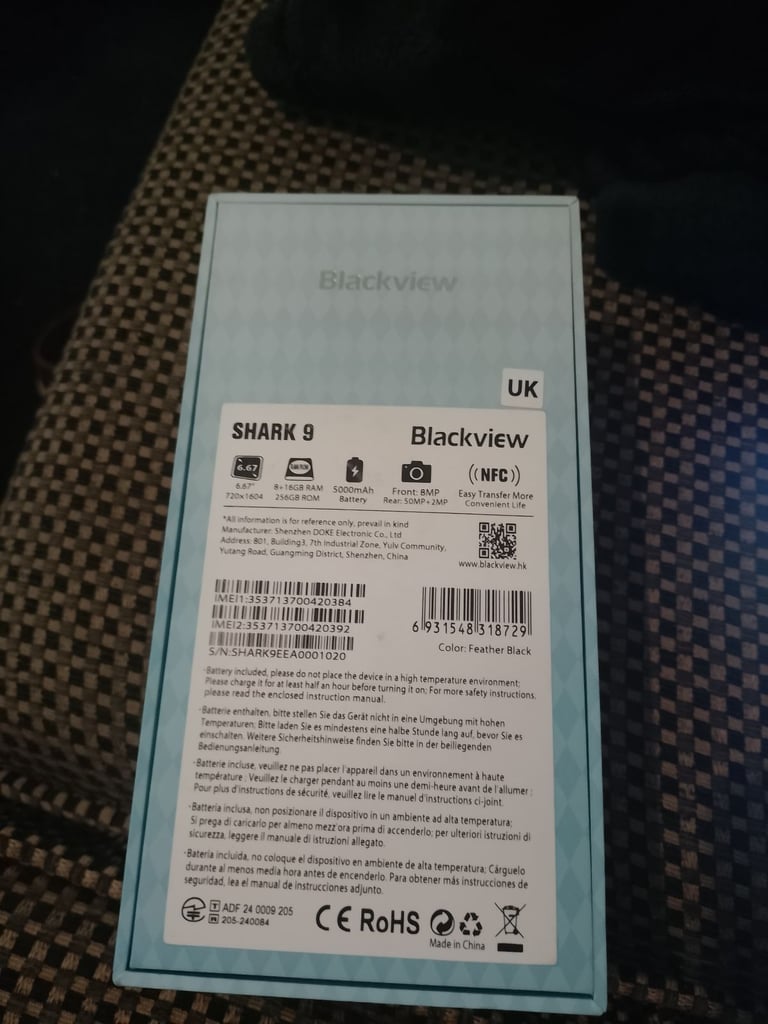 Blackview
UK
SHARK 9
Blackview
6.67
6.67"
720x1604
8+16GB RAM
256GB ROM
5000mAh
Battery
Front: 8MP
Rear: 50MP+2MP
((NFC))
Easy Transfer More
Convenient Life
*All information is for reference only, prevail in kind
Manufacturer: Shenzhen DOKE Electronic Co., Ltd
Address: 801, Building3, 7th Industrial Zone, Yulv Community,
Yutang Road, Guangming District, Shenzhen, China
www.blackview.hk
IMEI1:353713700420384
IMEI2:353713700420392
S/N:SHARK9EEA0001020
6 931548 318729
Color: Feather Black
·Battery included, please do not place the device in a high temperature environment;
Please charge it for at least half an hour before turning it on; For more safety instructions,
please read the enclosed instruction manual.
·Batterie enthalten, bitte stellen Sie das Gerät nicht in eine Umgebung mit hohen
Temperaturen; Bitte laden Sie es mindestens eine halbe Stunde lang auf, bevor Sie es
einschalten. Weitere Sicherheitshinweise finden Sie bitte in der beiliegenden
Bedienungsanleitung.
·Batterie incluse, veuillez ne pas placer l'appareil dans un environnement à haute
température ; Veuillez le charger pendant au moins une demi-heure avant de l'allumer ;
Pour plus d'instructions de sécurité, veuillez lire le manuel d'instructions ci-joint.
·Batteria inclusa, non posizionare il dispositivo in un ambiente ad alta temperatura;
Si prega di caricarlo per almeno mezz'ora prima di accenderlo; per ulteriori istruzioni di
sicurezza, leggere il manuale di istruzioni allegato.
·Batería incluida, no coloque el dispositivo en ambiente de alta temperatura; Cárguelo
durante al menos media hora antes de encenderlo. Para obtener más instrucciones de
seguridad, lea el manual de instrucciones adjunto.
T ADF 24 0009 205
R 205-240084
CE RoHS
Made in China